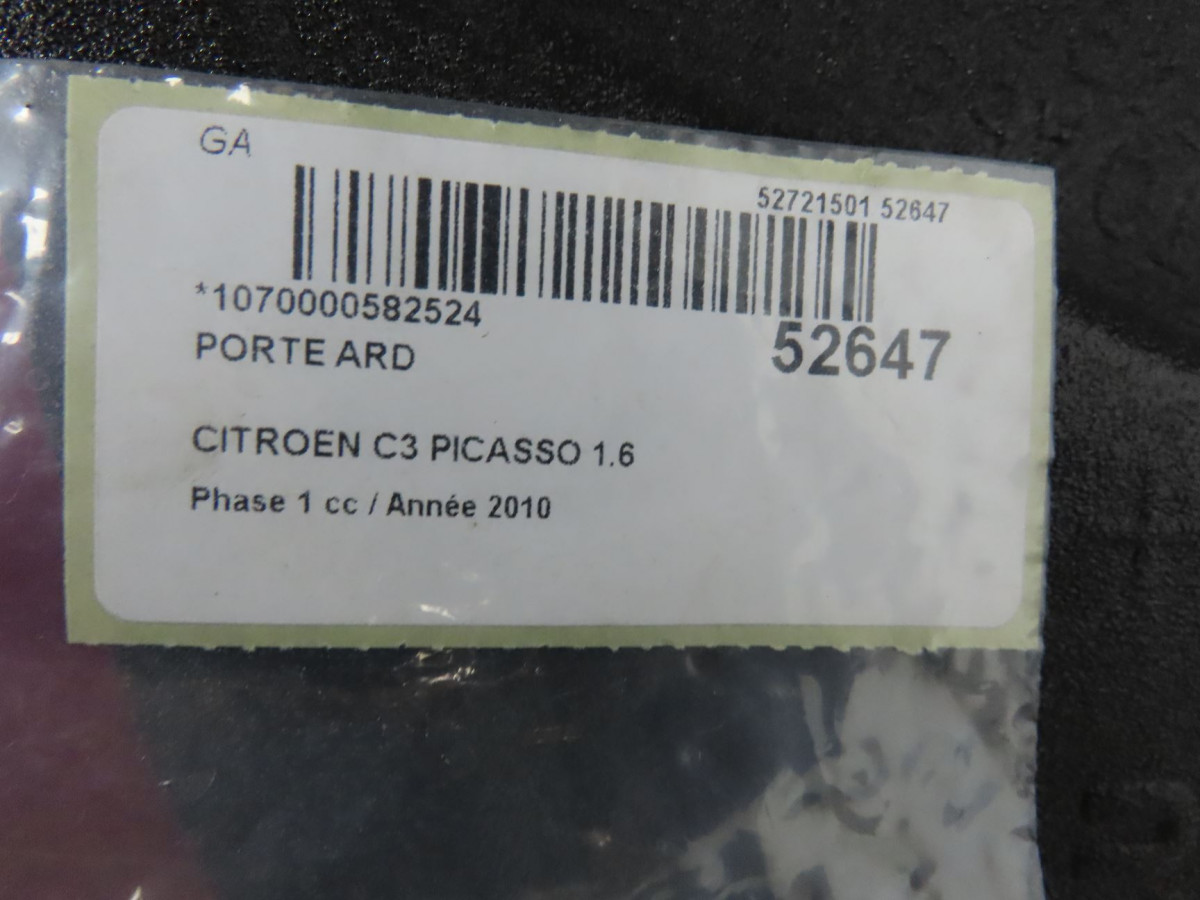 GA
52721501 52647
*1070000582524
52647
PORTE ARD
CITROEN C3 PICASSO 1.6
Phase 1 cc / Année 2010